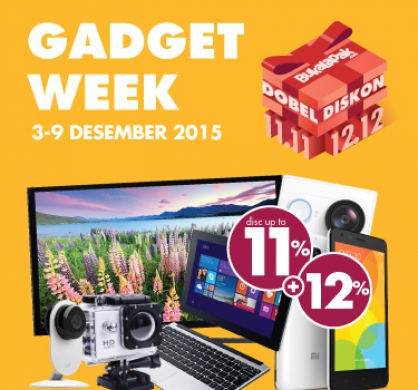 GADGET
WEEK
3-9 DESEMBER 2015
BukaLapak
DOBEL DISKON
11.11 12.12
disc up to
11%
+12%
HD